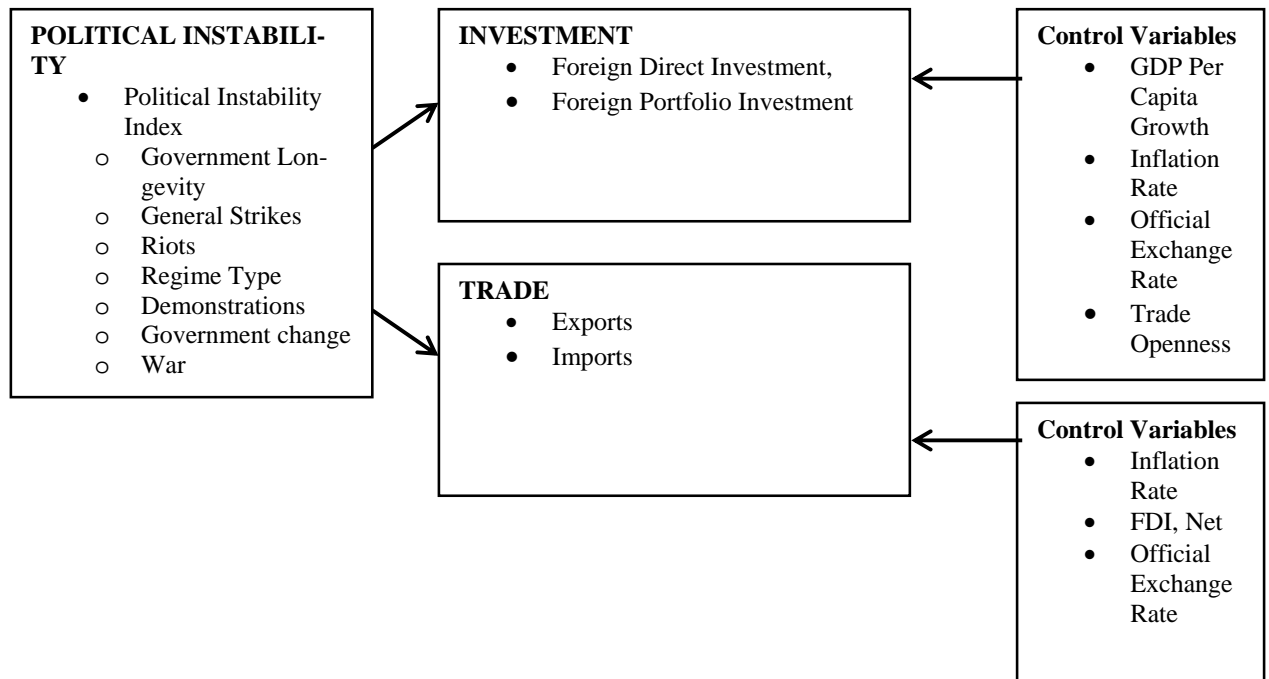 POLITICAL INSTABILI-
TY
• Political Instability
Index
o Government Lon-
gevity
o General Strikes
o Riots
o Regime Type
o Demonstrations
o Government change
o War
INVESTMENT
• Foreign Direct Investment,
• Foreign Portfolio Investment
TRADE
• Exports
• Imports
Control Variables
• GDP Per
Capita
Growth
• Inflation
Rate
• Official
Exchange
Rate
• Trade
Openness
Control Variables
• Inflation
Rate
• FDI, Net
• Official
Exchange
Rate